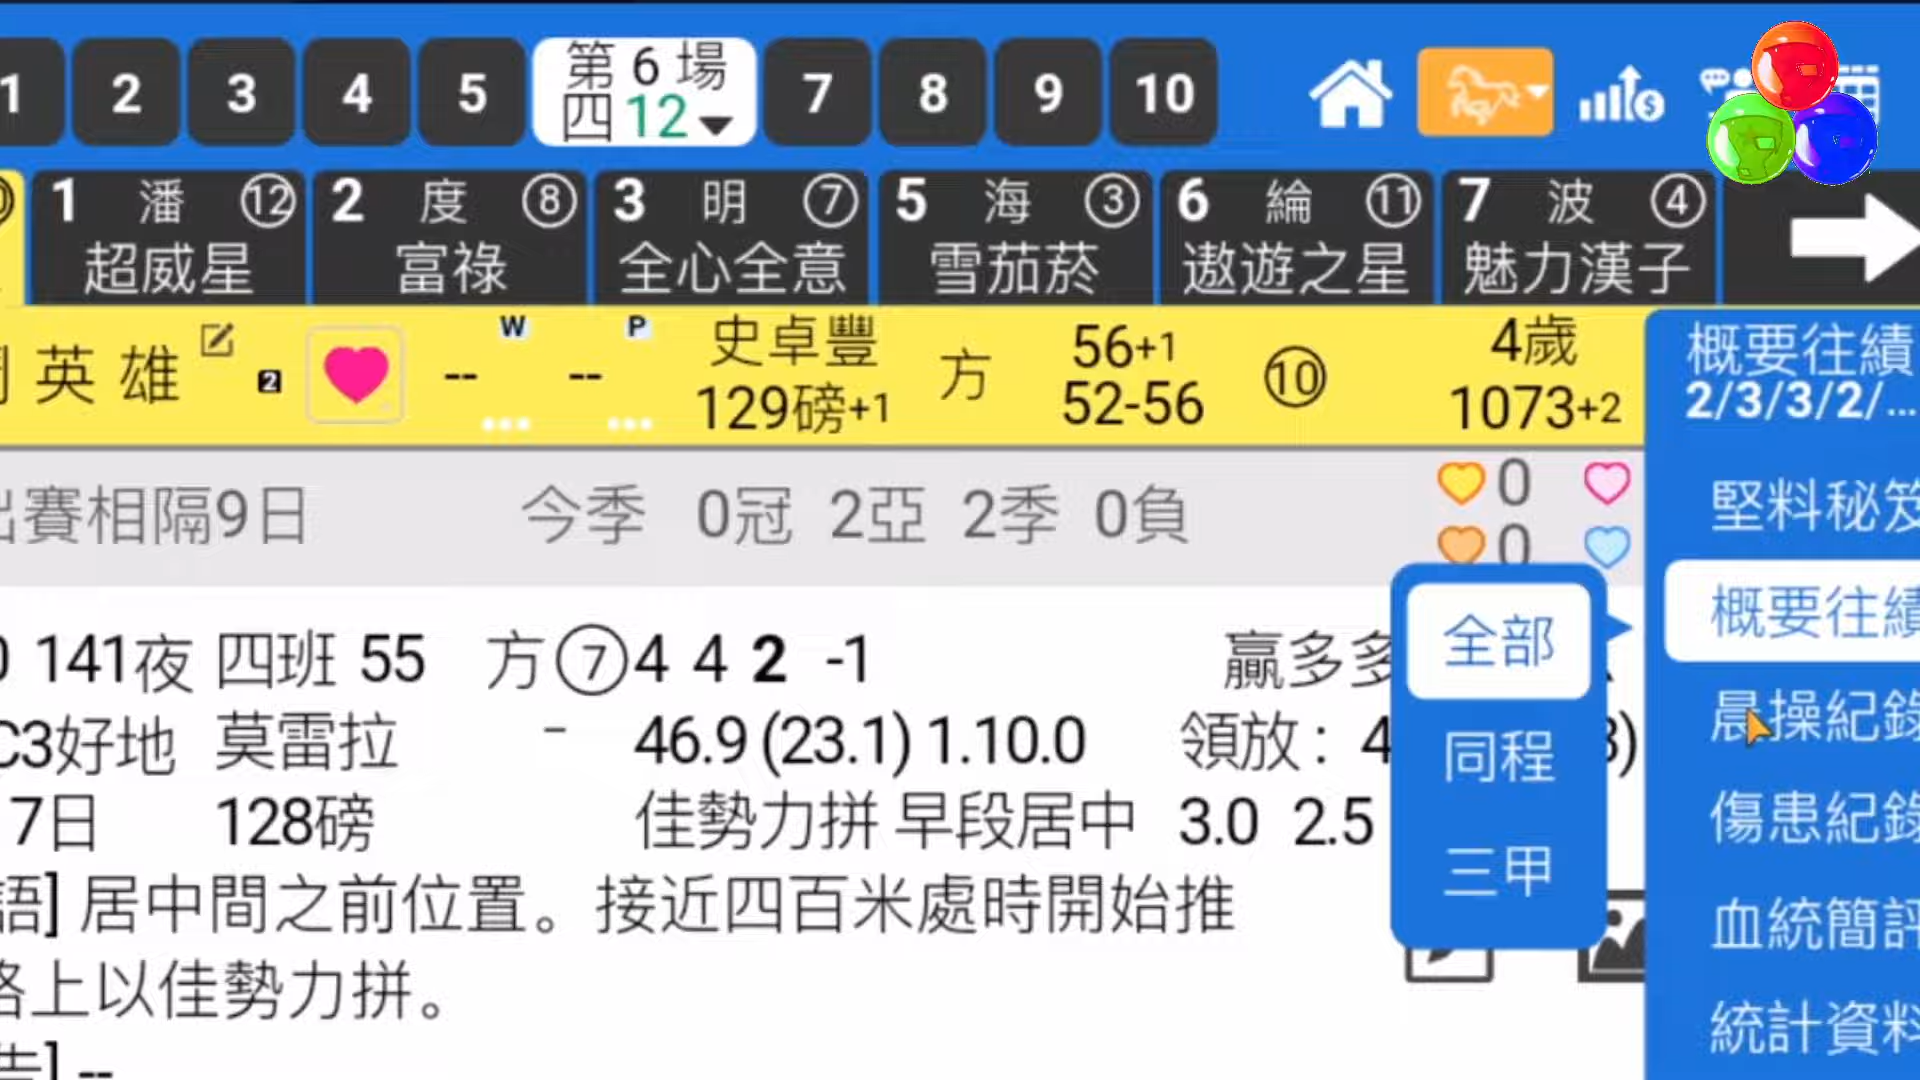 1 2 3 4 5 第6場 四12 7 8 9 10
1 潘 ⑫ 2 度 ⑧ 3 明 ⑦ 5 海 ③ 6 綸 ⑪ 7 波 ④
超威星 富祿 全心全意 雪茄菸 遨遊之星 魅力漢子
英雄 2 -- W -- P 史卓豐 方 56+1 ⑩ 4歲
129磅+1 52-56 1073+2
概要往績
2/3/3/2/...
出賽相隔9日 今季 0冠 2亞 2季 0負 0
0
堅料秘笈
概要往績
晨操紀錄
傷患紀錄
血統簡評
統計資料
全部
同程
三甲
0 141夜 四班 55 方⑦4 4 2 -1 贏多多
C3好地 莫雷拉 - 46.9 (23.1) 1.10.0 領放: 4
17日 128磅 佳勢力拼 早段居中 3.0 2.5
語] 居中間之前位置。接近四百米處時開始推
上以佳勢力拼。
告] --